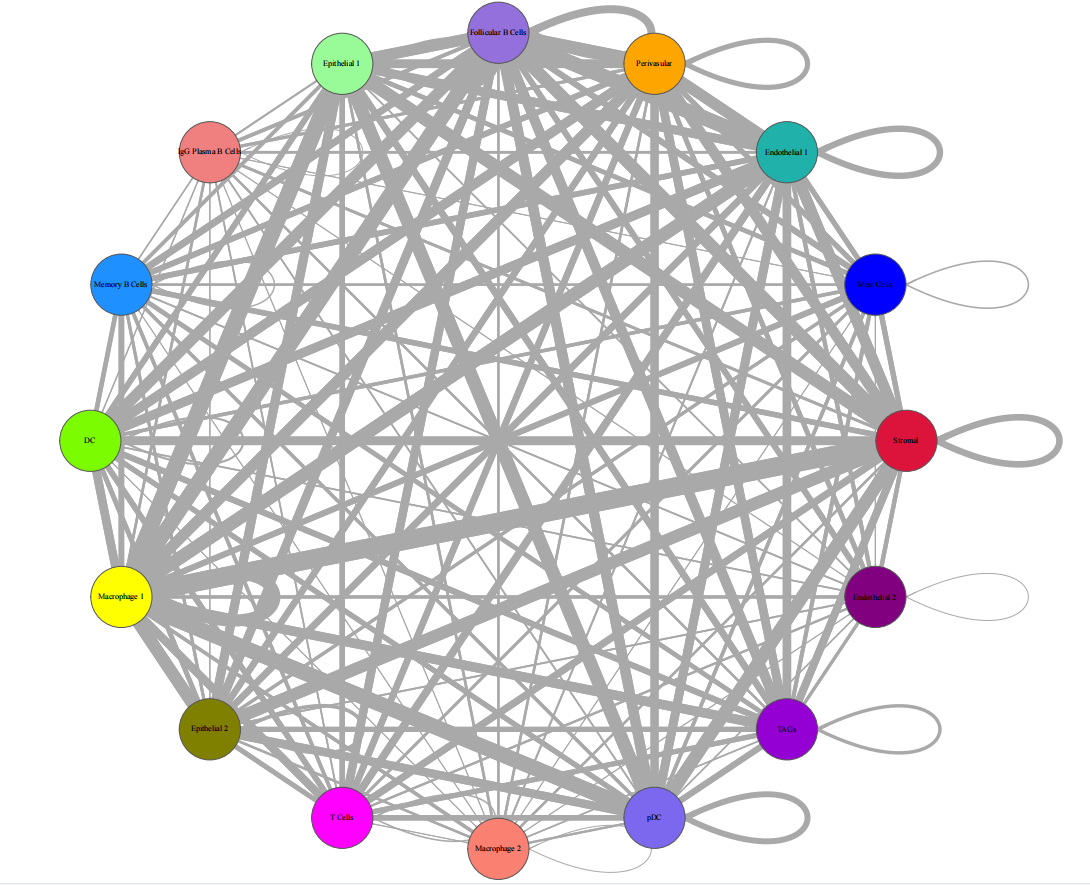 Follicular B Cells
Epithelial 1
Perivasular
IgG Plasma B Cells
Endothelial 1
Memory B Cells
Mast Cells
DC
Stromal
Macrophage 1
Endothelial 2
Epithelial 2
TAGs
T Cells
pDC
Macrophage 2